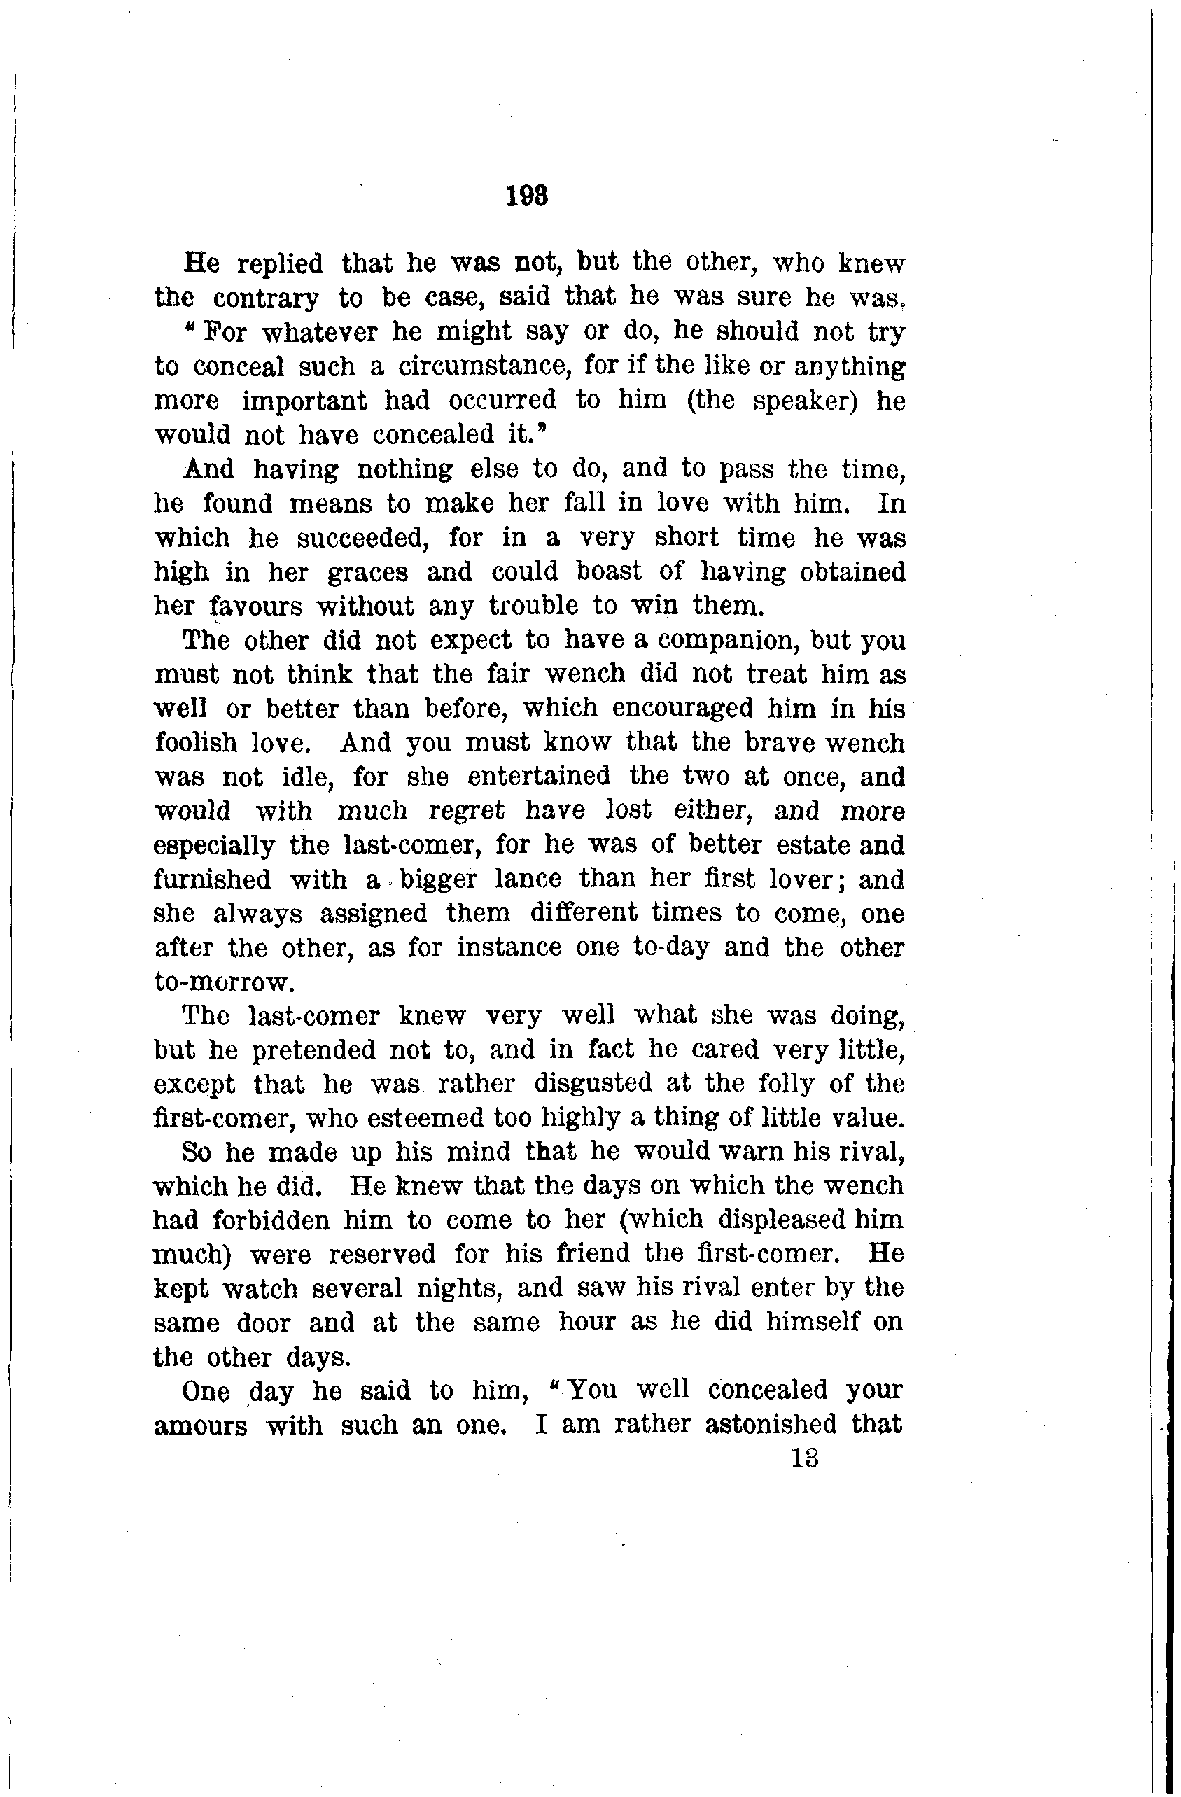 193
He replied that he was not, but the other, who knew
the contrary to be case, said that he was sure he was.
"For whatever he might say or do, he should not try
to conceal such a circumstance, for if the like or anything
more important had occurred to him (the speaker) he
would not have concealed it."
And having nothing else to do, and to pass the time,
he found means to make her fall in love with him. In
which he succeeded, for in a very short time he was
high in her graces and could boast of having obtained
her favours without any trouble to win them.
The other did not expect to have a companion, but you
must not think that the fair wench did not treat him as
well or better than before, which encouraged him in his
foolish love. And you must know that the brave wench
was not idle, for she entertained the two at once, and
would with much regret have lost either, and more
especially the last-comer, for he was of better estate and
furnished with a bigger lance than her first lover; and
she always assigned them different times to come, one
after the other, as for instance one to-day and the other
to-morrow.
The last-comer knew very well what she was doing,
but he pretended not to, and in fact he cared very little,
except that he was rather disgusted at the folly of the
first-comer, who esteemed too highly a thing of little value.
So he made up his mind that he would warn his rival,
which he did. He knew that the days on which the wench
had forbidden him to come to her (which displeased him
much) were reserved for his friend the first-comer. He
kept watch several nights, and saw his rival enter by the
same door and at the same hour as he did himself on
the other days.
One day he said to him, "You well concealed your
amours with such an one. I am rather astonished that
13